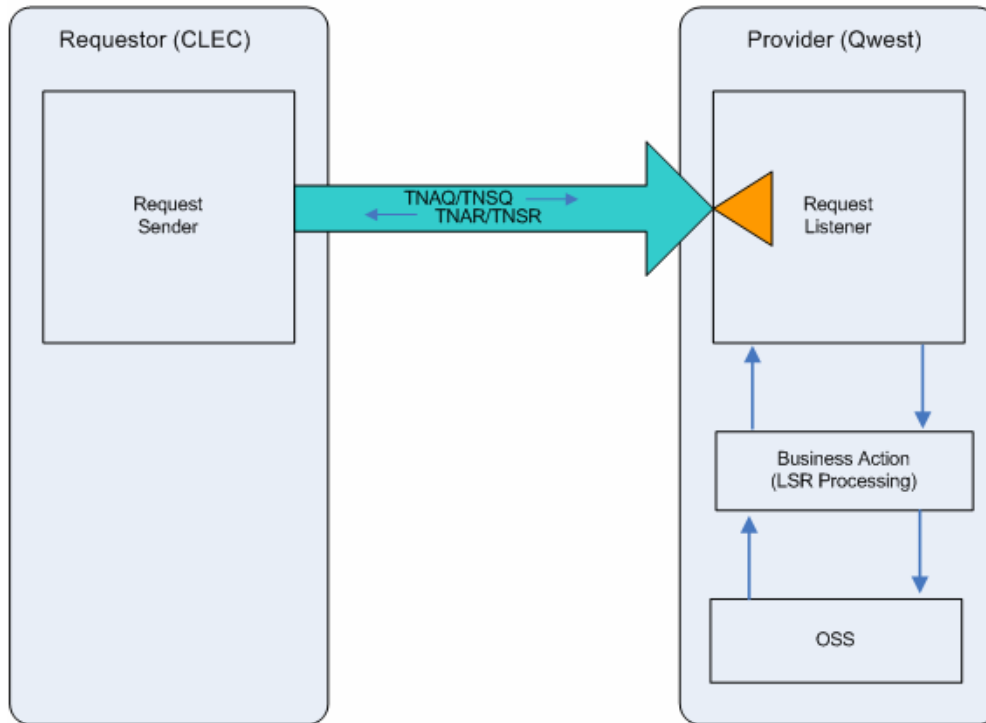 Requestor (CLEC)
Provider (Qwest)
Request
Sender
TNAQ/TNSQ
TNAR/TNSR
Request
Listener
Business Action
(LSR Processing)
OSS